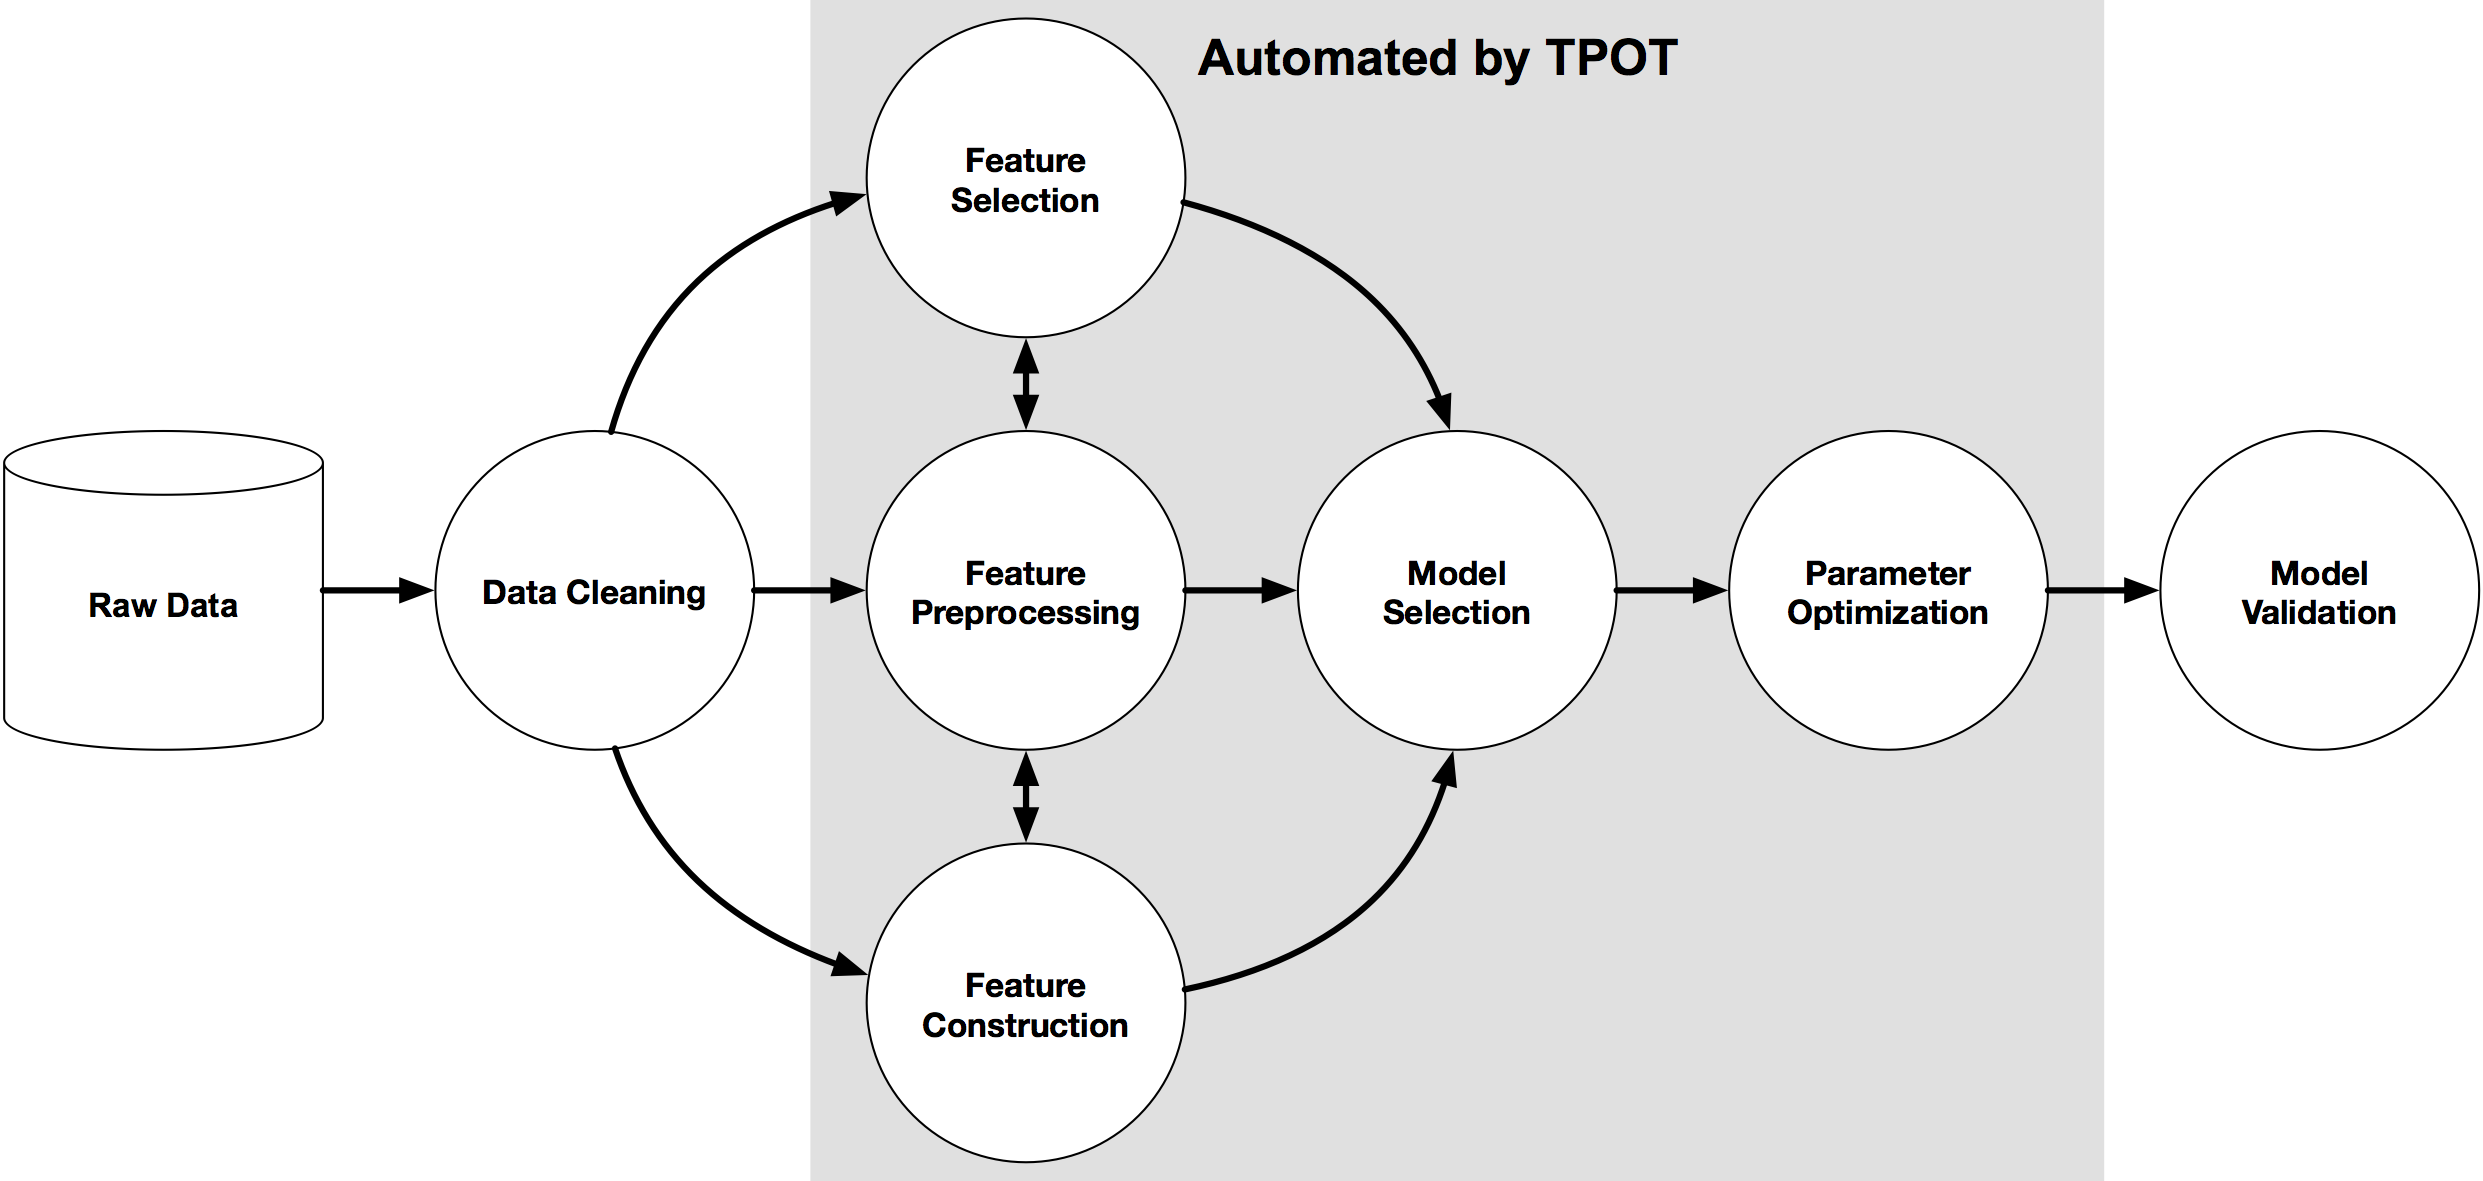 Automated by TPOT
Feature
Selection
Raw Data
Data Cleaning
Feature
Preprocessing
Model
Selection
Parameter
Optimization
Model
Validation
Feature
Construction